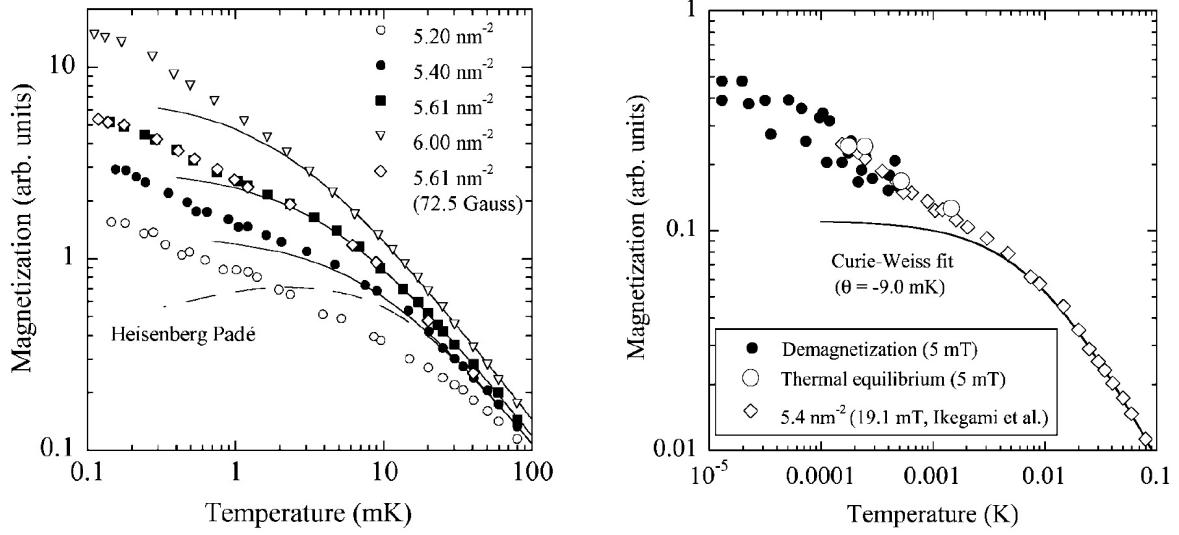 10
1
0.1
Magnetization (arb. units)
0.1
1
10
100
Temperature (mK)
5.20 nm⁻²
5.40 nm⁻²
5.61 nm⁻²
6.00 nm⁻²
5.61 nm⁻²
(72.5 Gauss)
Heisenberg Padé
1
0.1
0.01
Magnetization (arb. units)
10⁻⁵
0.0001
0.001
0.01
0.1
Temperature (K)
Curie-Weiss fit
(θ = -9.0 mK)
Demagnetization (5 mT)
Thermal equilibrium (5 mT)
5.4 nm⁻² (19.1 mT, Ikegami et al.)